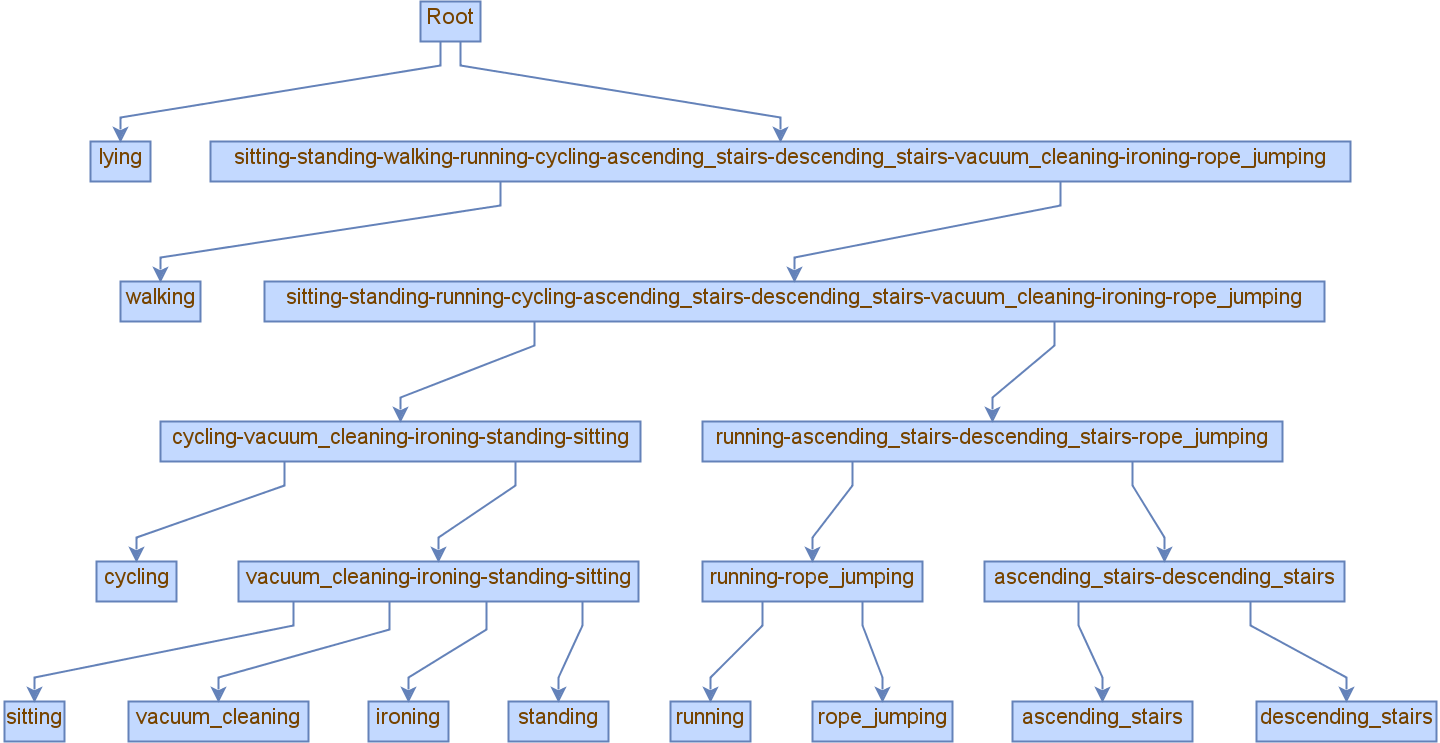 Root
lying
sitting-standing-walking-running-cycling-ascending_stairs-descending_stairs-vacuum_cleaning-ironing-rope_jumping
walking
sitting-standing-running-cycling-ascending_stairs-descending_stairs-vacuum_cleaning-ironing-rope_jumping
cycling-vacuum_cleaning-ironing-standing-sitting
running-ascending_stairs-descending_stairs-rope_jumping
cycling
vacuum_cleaning-ironing-standing-sitting
running-rope_jumping
ascending_stairs-descending_stairs
sitting
vacuum_cleaning
ironing
standing
running
rope_jumping
ascending_stairs
descending_stairs